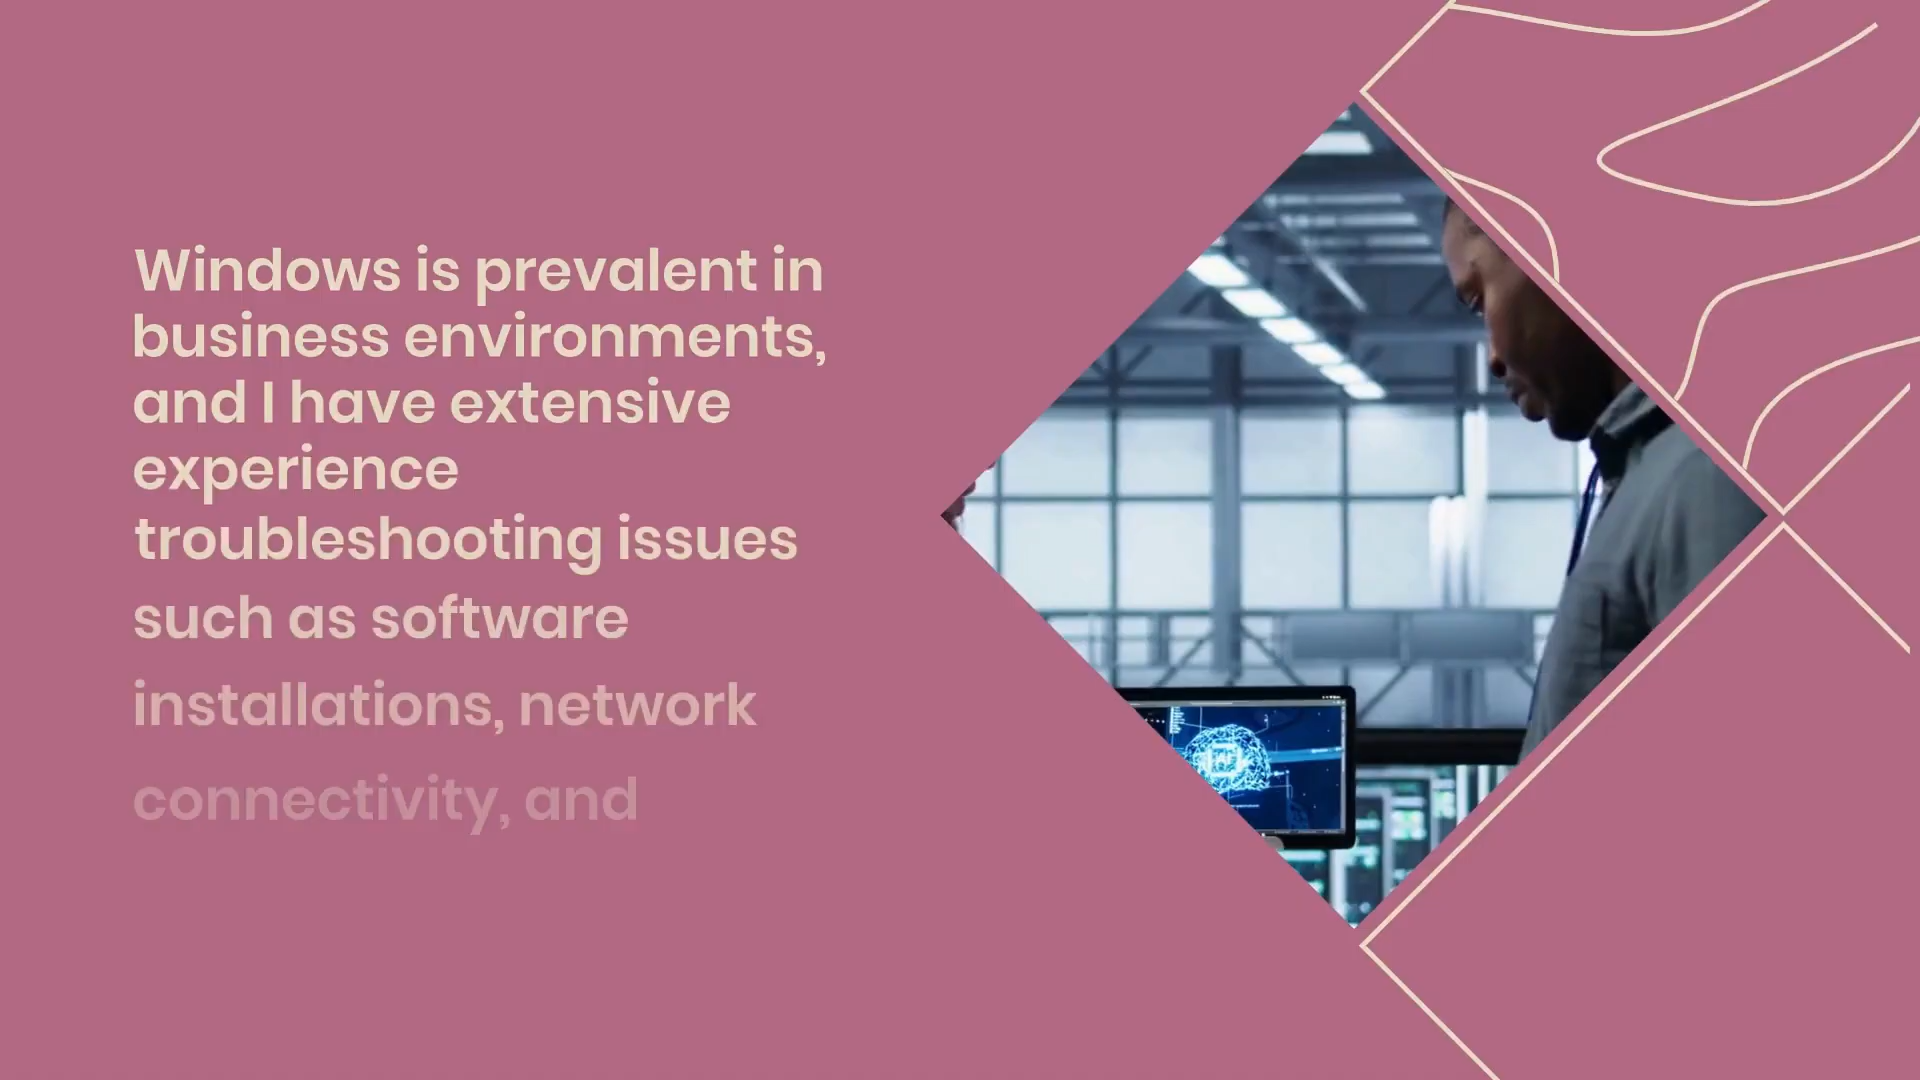 Windows is prevalent in
business environments,
and I have extensive
experience
troubleshooting issues
such as software
installations, network
connectivity, and
AI